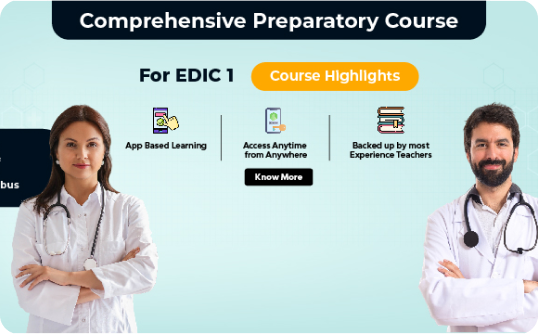 Comprehensive Preparatory Course
For EDIC 1
Course Highlights
App Based Learning
Access Anytime
from Anywhere
Backed up by most
Experience Teachers
Know More
bus